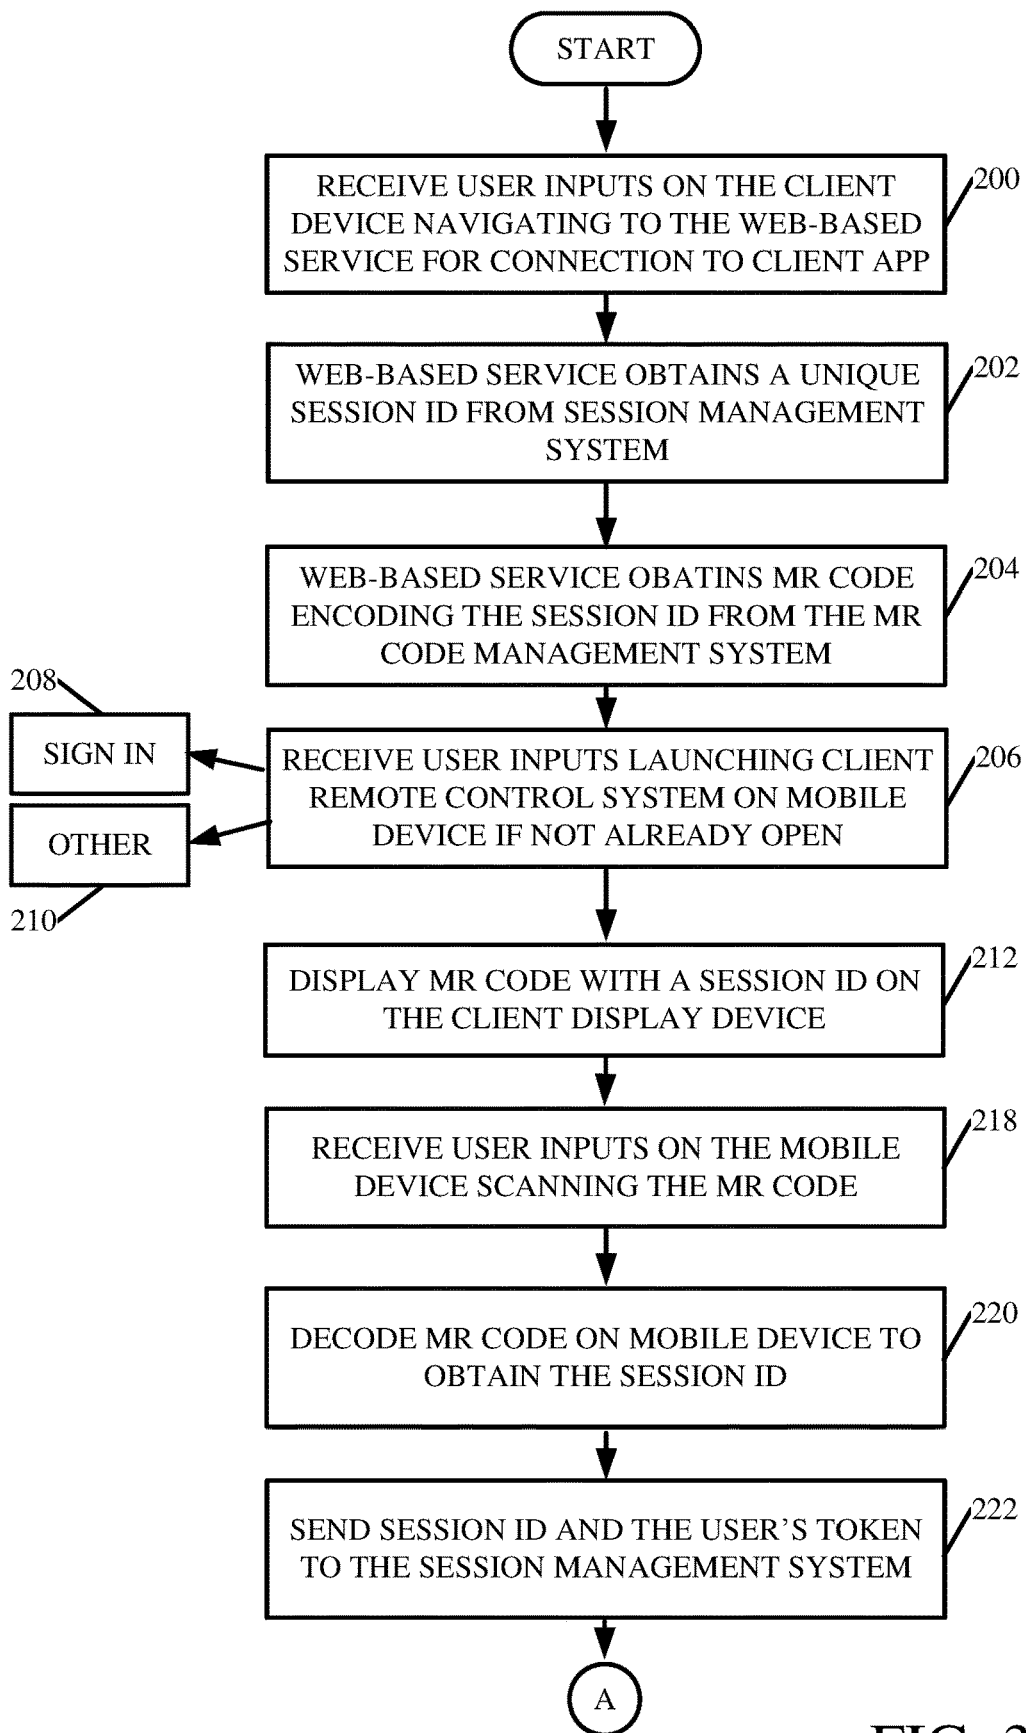 START
RECEIVE USER INPUTS ON THE CLIENT
DEVICE NAVIGATING TO THE WEB-BASED
SERVICE FOR CONNECTION TO CLIENT APP
200
WEB-BASED SERVICE OBTAINS A UNIQUE
SESSION ID FROM SESSION MANAGEMENT
SYSTEM
202
WEB-BASED SERVICE OBATINS MR CODE
ENCODING THE SESSION ID FROM THE MR
CODE MANAGEMENT SYSTEM
204
208
SIGN IN
RECEIVE USER INPUTS LAUNCHING CLIENT
REMOTE CONTROL SYSTEM ON MOBILE
DEVICE IF NOT ALREADY OPEN
206
OTHER
210
DISPLAY MR CODE WITH A SESSION ID ON
THE CLIENT DISPLAY DEVICE
212
RECEIVE USER INPUTS ON THE MOBILE
DEVICE SCANNING THE MR CODE
218
DECODE MR CODE ON MOBILE DEVICE TO
OBTAIN THE SESSION ID
220
SEND SESSION ID AND THE USER'S TOKEN
TO THE SESSION MANAGEMENT SYSTEM
222
A